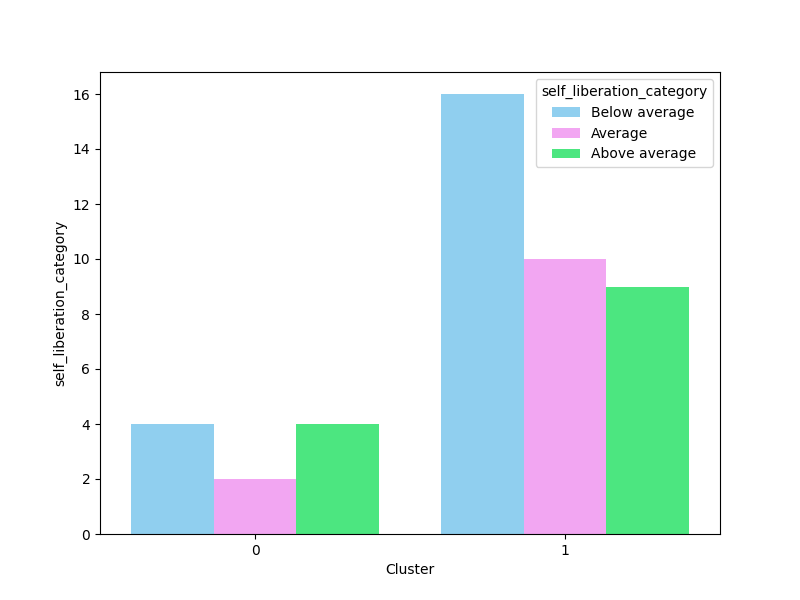 self_liberation_category
Below average
Average
Above average
16
14
12
10
8
6
4
2
0
self_liberation_category
0
1
Cluster